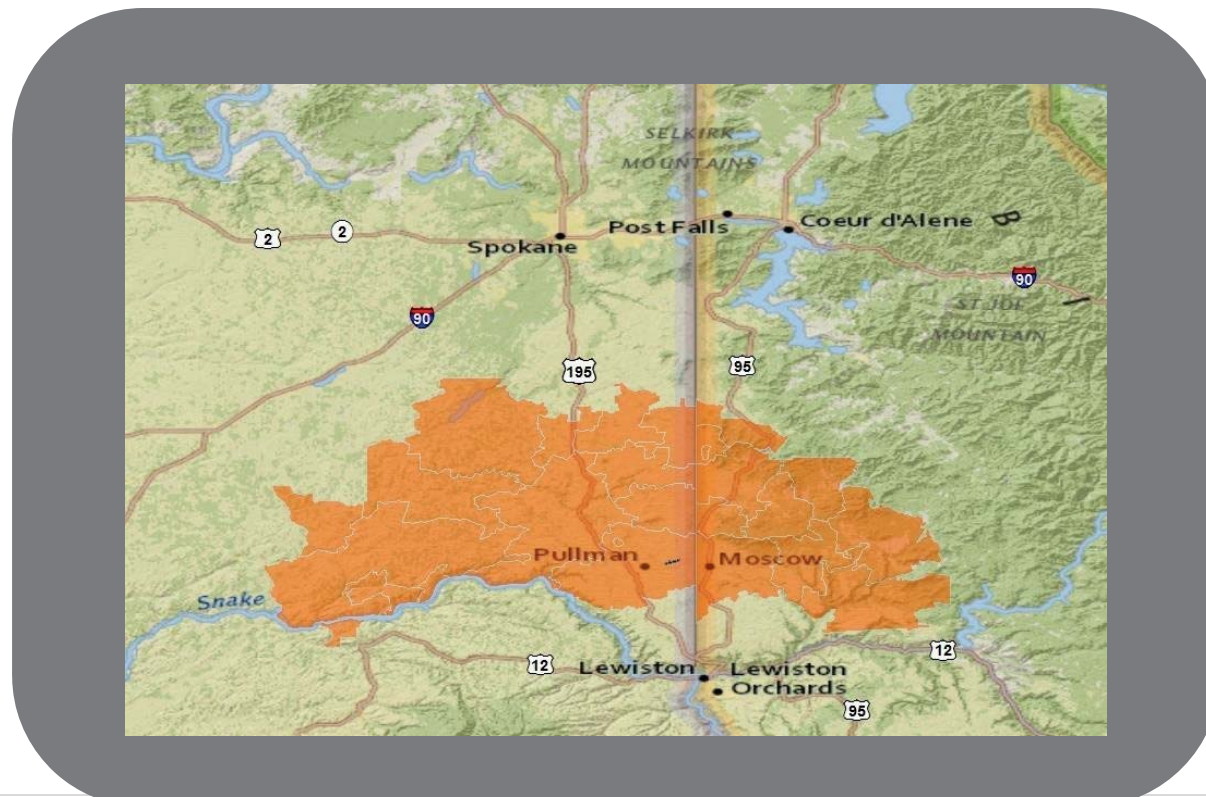 SELKIRK
MOUNTAINS
Post Falls
Coeur d'Alene
B
2
2
Spokane
90
I
ST JOE
MOUNTAIN
90
195
95
Pullman
Moscow
Snake
12
12
Lewiston
Lewiston
Orchards
95